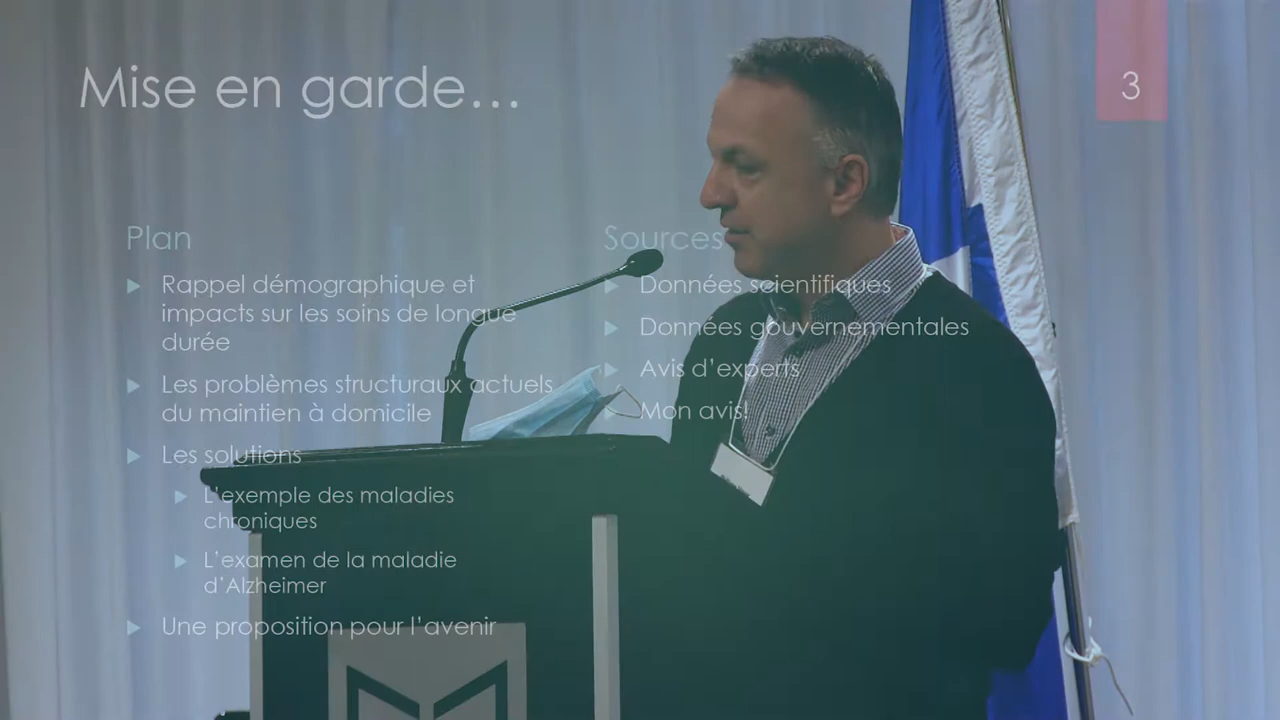 Mise en garde…
3
Plan
Rappel démographique et
impacts sur les soins de longue
durée
Les problèmes structuraux actuels
du maintien à domicile
Les solutions
L'exemple des maladies
chroniques
L'examen de la maladie
d'Alzheimer
Une proposition pour l'avenir
Sources
Données scientifiques
Données gouvernementales
Avis d'experts
Mon avis!